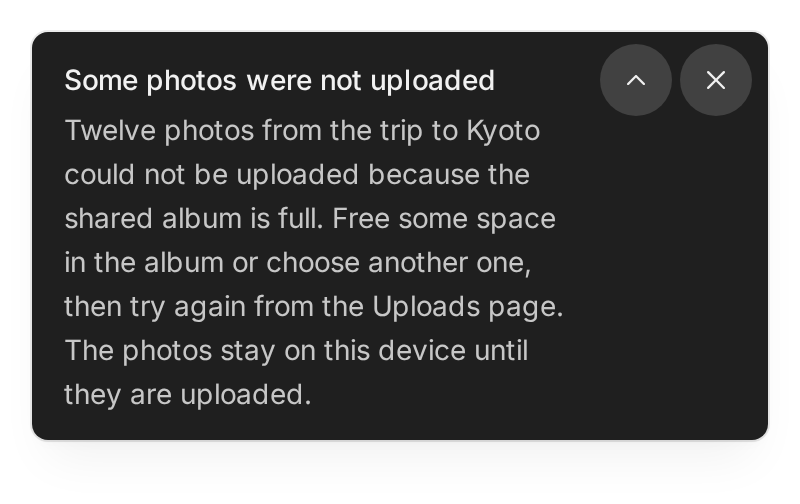 Some photos were not uploaded
Twelve photos from the trip to Kyoto
could not be uploaded because the
shared album is full. Free some space
in the album or choose another one,
then try again from the Uploads page.
The photos stay on this device until
they are uploaded.